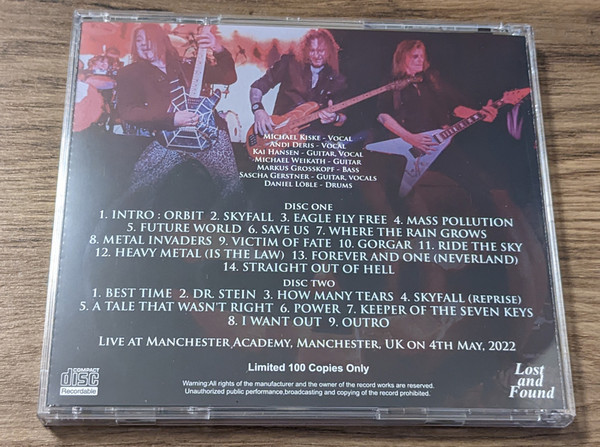 Michael Kiske - Vocal
Andi Deris - Vocal
Kai Hansen - Guitar, Vocal
Michael Weikath - Guitar
Markus Grosskopf - Bass
Sascha Gerstner - Guitar, vocals
Daniel Loble - Drums
Disc One
1. INTRO : ORBIT 2. SKYFALL 3. EAGLE FLY FREE 4. MASS POLLUTION
5. FUTURE WORLD 6. SAVE US 7. WHERE THE RAIN GROWS
8. METAL INVADERS 9. VICTIM OF FATE 10. GORGAR 11. RIDE THE SKY
12. HEAVY METAL (IS THE LAW) 13. FOREVER AND ONE (NEVERLAND)
14. STRAIGHT OUT OF HELL
Disc Two
1. BEST TIME 2. DR. STEIN 3. HOW MANY TEARS 4. SKYFALL (REPRISE)
5. A TALE THAT WASN'T RIGHT 6. POWER 7. KEEPER OF THE SEVEN KEYS
8. I WANT OUT 9. OUTRO
Live at Manchester Academy, Manchester, UK on 4th May, 2022
Limited 100 Copies Only
Warning:All rights of the manufacturer and the owner of the record works are reserved.
Unauthorized public performance,broadcasting and copying of the record prohibited.
COMPACT
disc
Recordable
Lost
and
Found